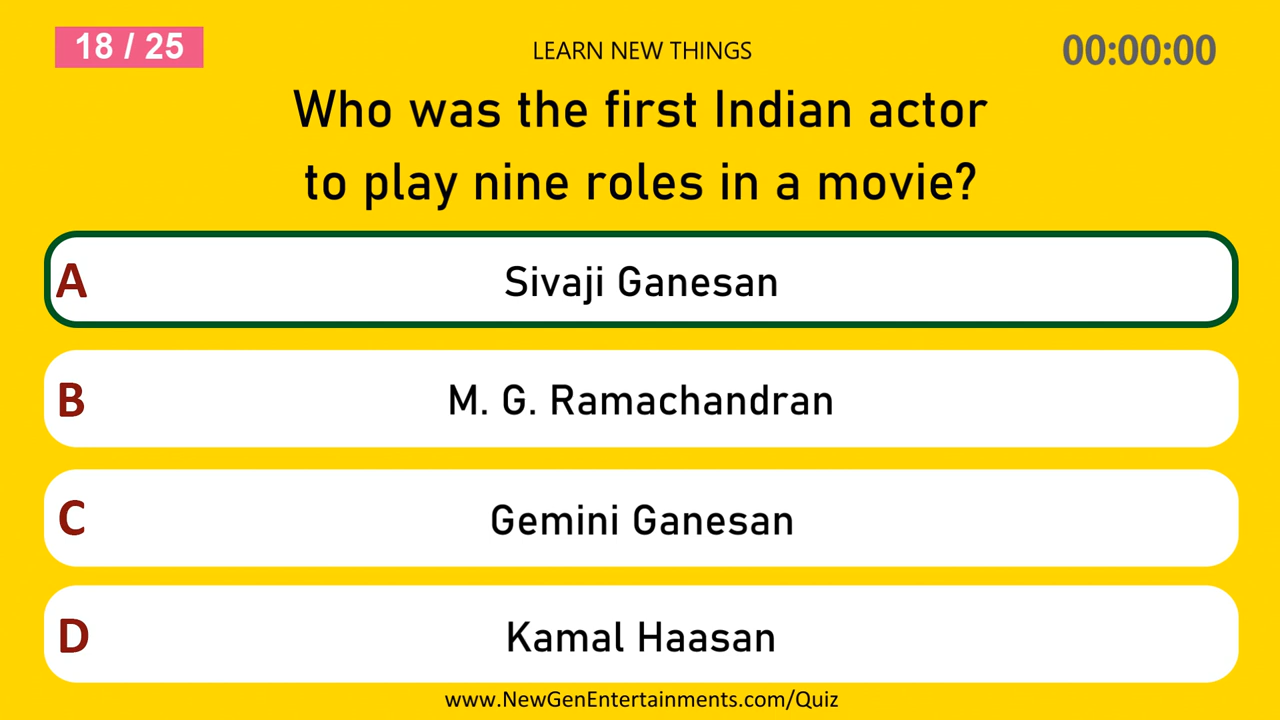 18 / 25
LEARN NEW THINGS
00:00:00
Who was the first Indian actor
to play nine roles in a movie?
A Sivaji Ganesan
B M. G. Ramachandran
C Gemini Ganesan
D Kamal Haasan
www.NewGenEntertainments.com/Quiz